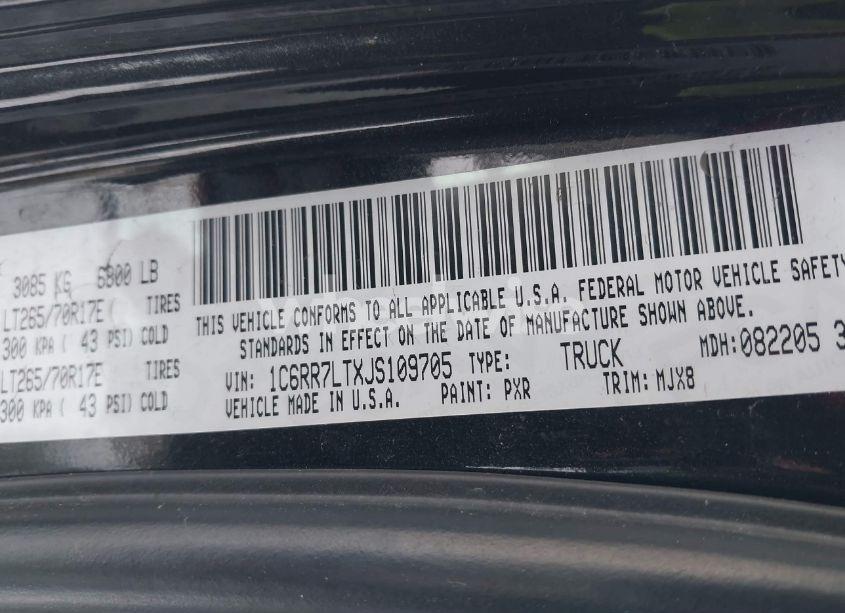 3085 KG 6800 LB
LT265/70R17E TIRES
300 KPA ( 43 PSI) COLD
LT265/70R17E TIRES
300 KPA ( 43 PSI) COLD
THIS VEHICLE CONFORMS TO ALL APPLICABLE U.S.A. FEDERAL MOTOR VEHICLE SAFETY
STANDARDS IN EFFECT ON THE DATE OF MANUFACTURE SHOWN ABOVE.
VIN: 1C6RR7LTXJS109705 TYPE: TRUCK MDH:082205 3
VEHICLE MADE IN U.S.A. PAINT: PXR TRIM: MJX8